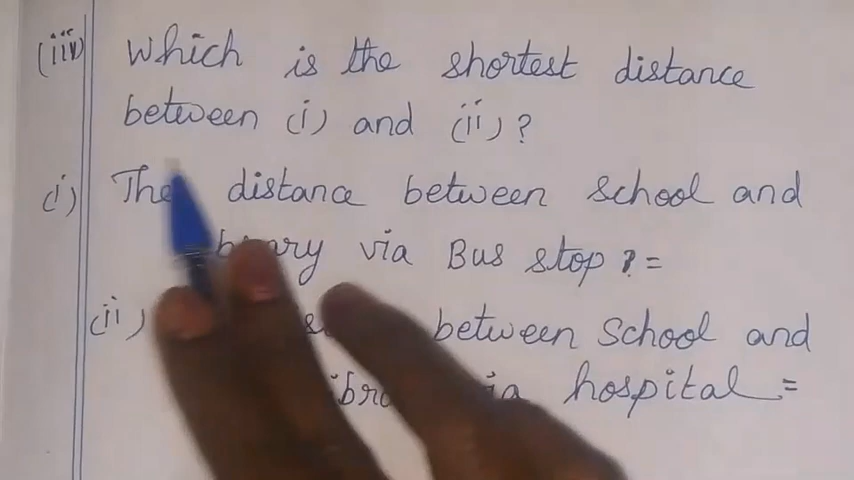 (iii) Which is the shortest distance
between (i) and (ii) ?
(i) The distance between school and
via Bus stop ? =
(ii) between School and
hospital =